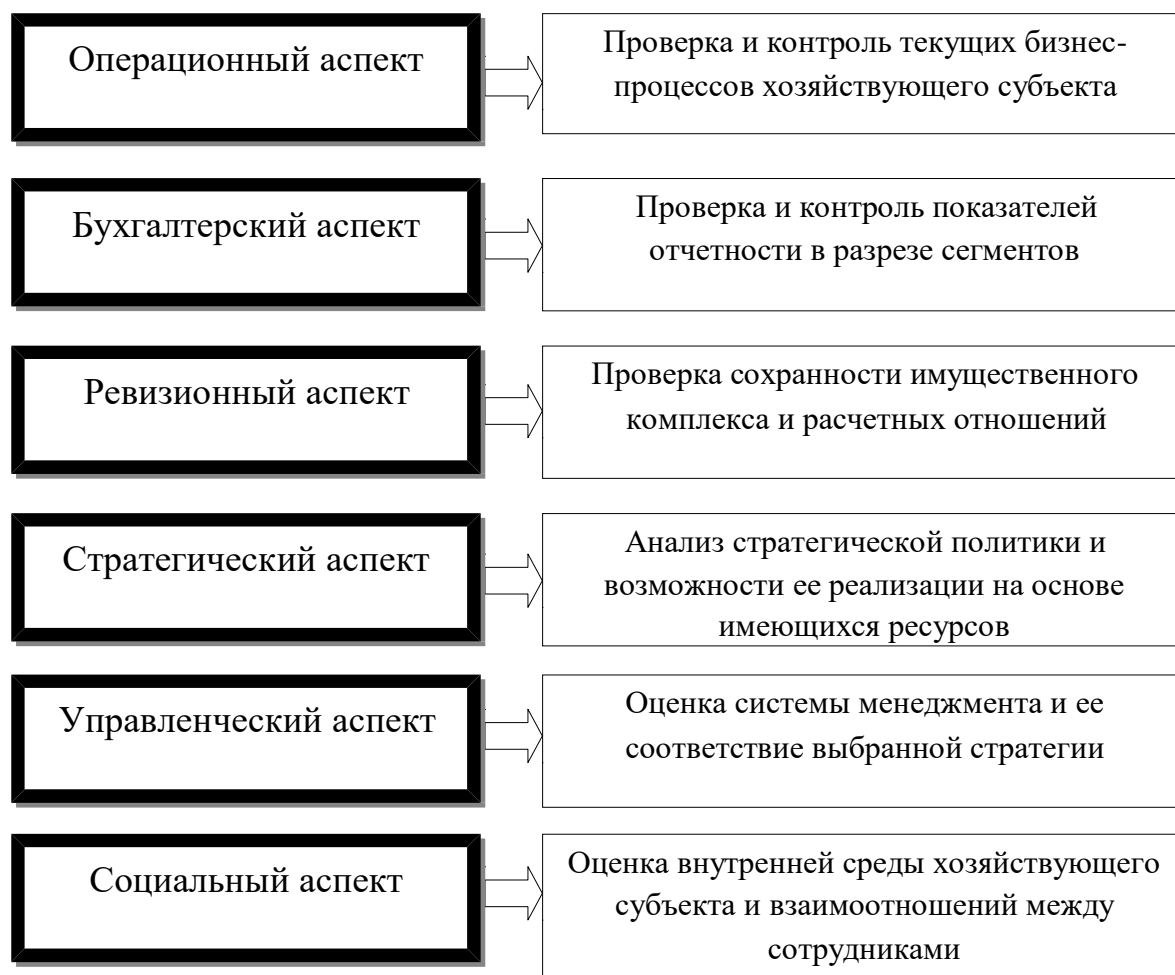 Операционный аспект
Проверка и контроль текущих бизнес-
процессов хозяйствующего субъекта
Бухгалтерский аспект
Проверка и контроль показателей
отчетности в разрезе сегментов
Ревизионный аспект
Проверка сохранности имущественного
комплекса и расчетных отношений
Стратегический аспект
Анализ стратегической политики и
возможности ее реализации на основе
имеющихся ресурсов
Управленческий аспект
Оценка системы менеджмента и ее
соответствие выбранной стратегии
Социальный аспект
Оценка внутренней среды хозяйствующего
субъекта и взаимоотношений между
сотрудниками